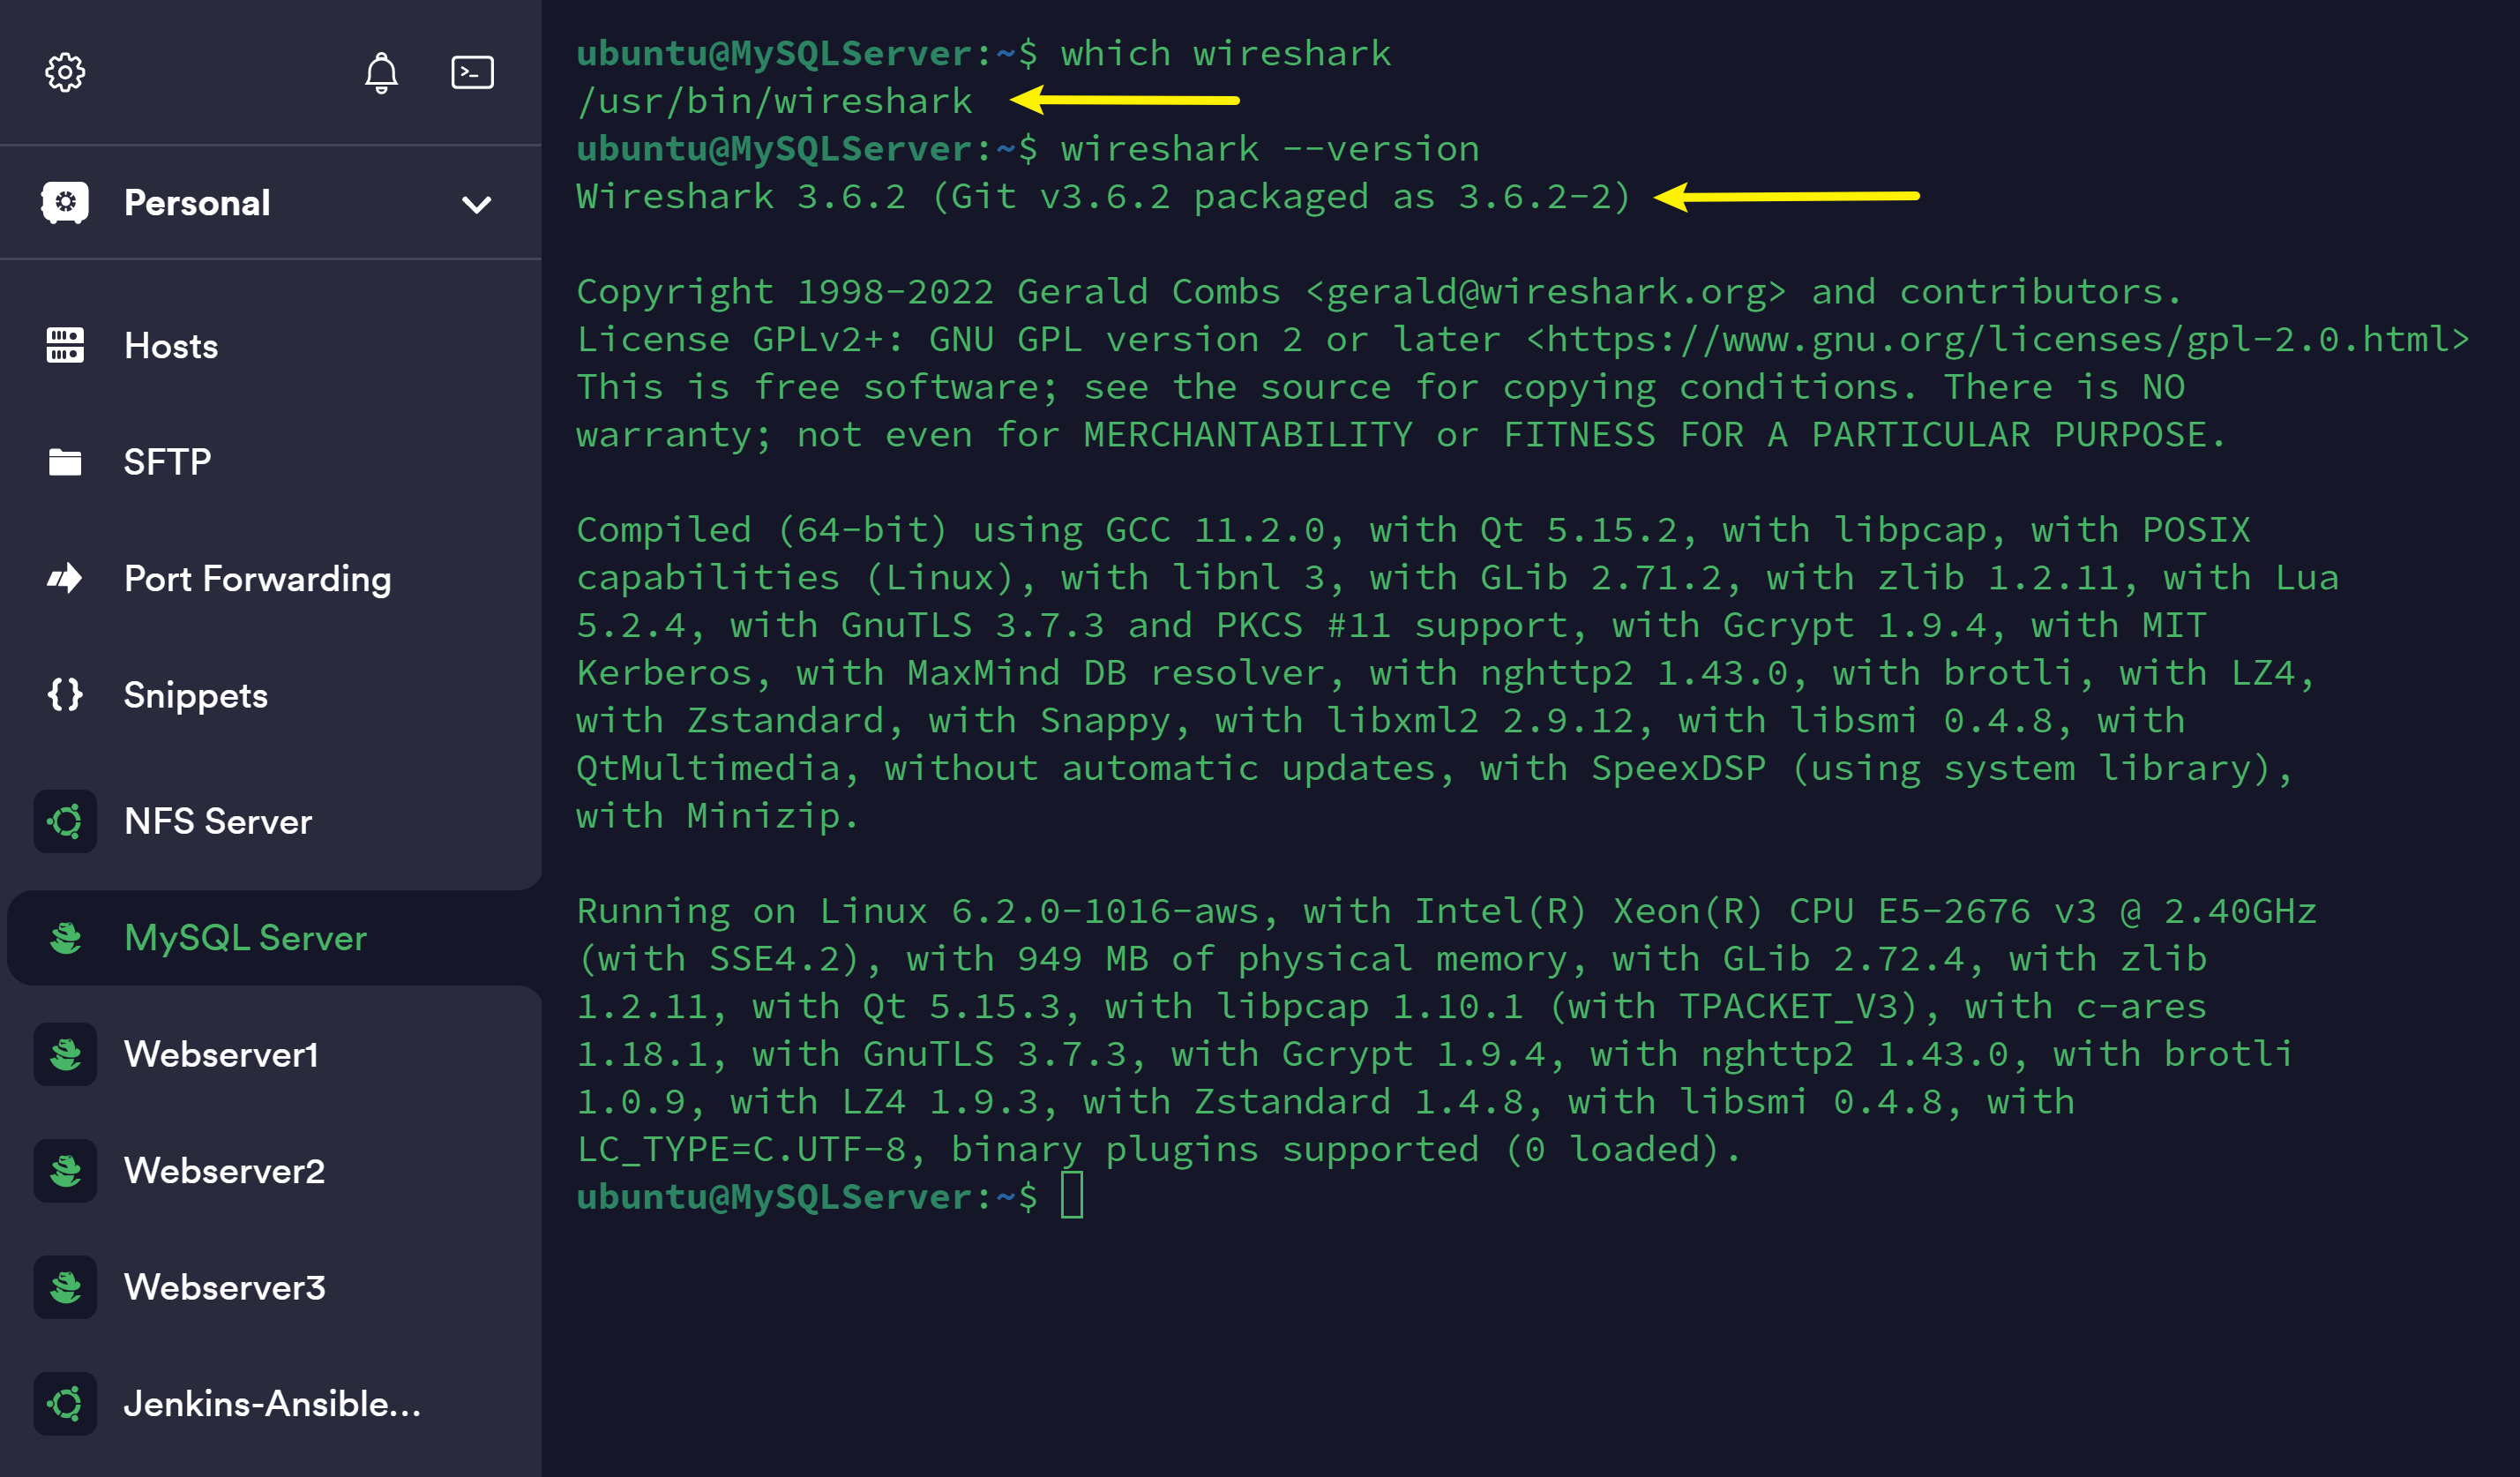 Personal
Hosts
SFTP
Port Forwarding
Snippets
NFS Server
MySQL Server
Webserver1
Webserver2
Webserver3
Jenkins-Ansible...
ubuntu@MySQLServer:~$ which wireshark
/usr/bin/wireshark
ubuntu@MySQLServer:~$ wireshark --version
Wireshark 3.6.2 (Git v3.6.2 packaged as 3.6.2-2)
Copyright 1998-2022 Gerald Combs <gerald@wireshark.org> and contributors.
License GPLv2+: GNU GPL version 2 or later <https://www.gnu.org/licenses/gpl-2.0.html>
This is free software; see the source for copying conditions. There is NO
warranty; not even for MERCHANTABILITY or FITNESS FOR A PARTICULAR PURPOSE.
Compiled (64-bit) using GCC 11.2.0, with Qt 5.15.2, with libpcap, with POSIX
capabilities (Linux), with libnl 3, with GLib 2.71.2, with zlib 1.2.11, with Lua
5.2.4, with GnuTLS 3.7.3 and PKCS #11 support, with Gcrypt 1.9.4, with MIT
Kerberos, with MaxMind DB resolver, with nghttp2 1.43.0, with brotli, with LZ4,
with Zstandard, with Snappy, with libxml2 2.9.12, with libsmi 0.4.8, with
QtMultimedia, without automatic updates, with SpeexDSP (using system library),
with Minizip.
Running on Linux 6.2.0-1016-aws, with Intel(R) Xeon(R) CPU E5-2676 v3 @ 2.40GHz
(with SSE4.2), with 949 MB of physical memory, with GLib 2.72.4, with zlib
1.2.11, with Qt 5.15.3, with libpcap 1.10.1 (with TPACKET_V3), with c-ares
1.18.1, with GnuTLS 3.7.3, with Gcrypt 1.9.4, with nghttp2 1.43.0, with brotli
1.0.9, with LZ4 1.9.3, with Zstandard 1.4.8, with libsmi 0.4.8, with
LC_TYPE=C.UTF-8, binary plugins supported (0 loaded).
ubuntu@MySQLServer:~$